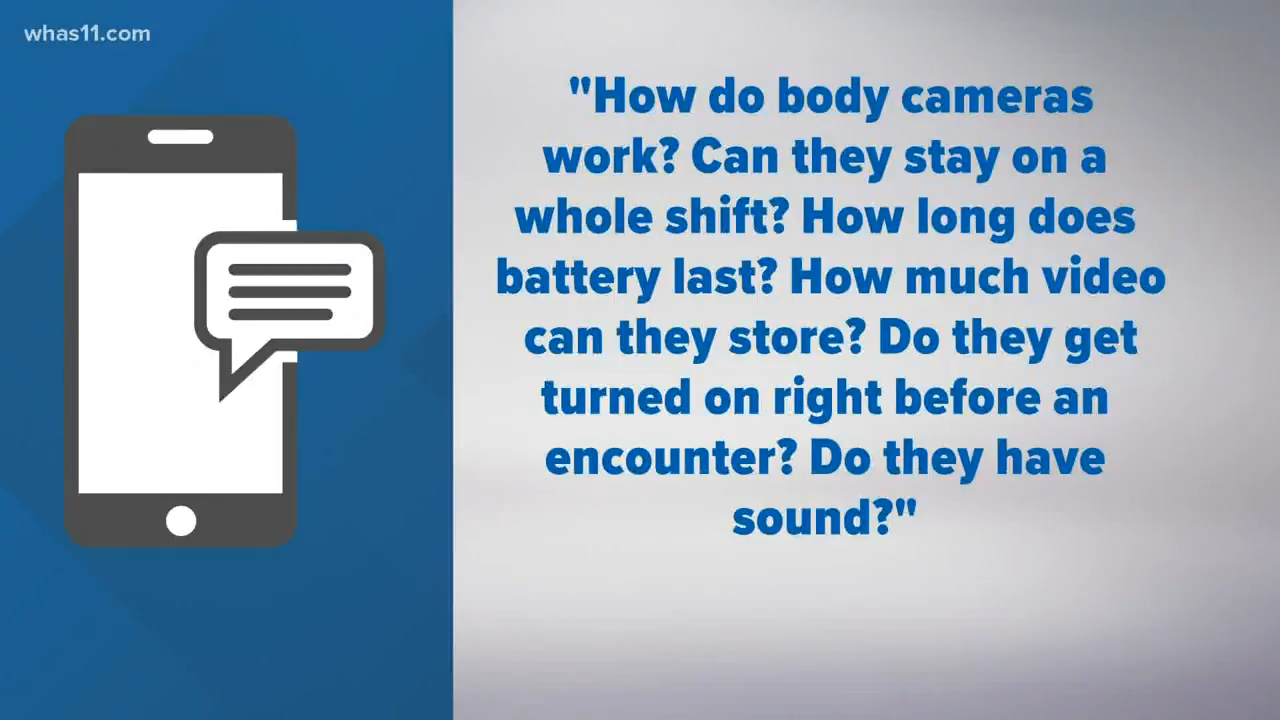 whas11.com
"How do body cameras
work? Can they stay on a
whole shift? How long does
battery last? How much video
can they store? Do they get
turned on right before an
encounter? Do they have
sound?"